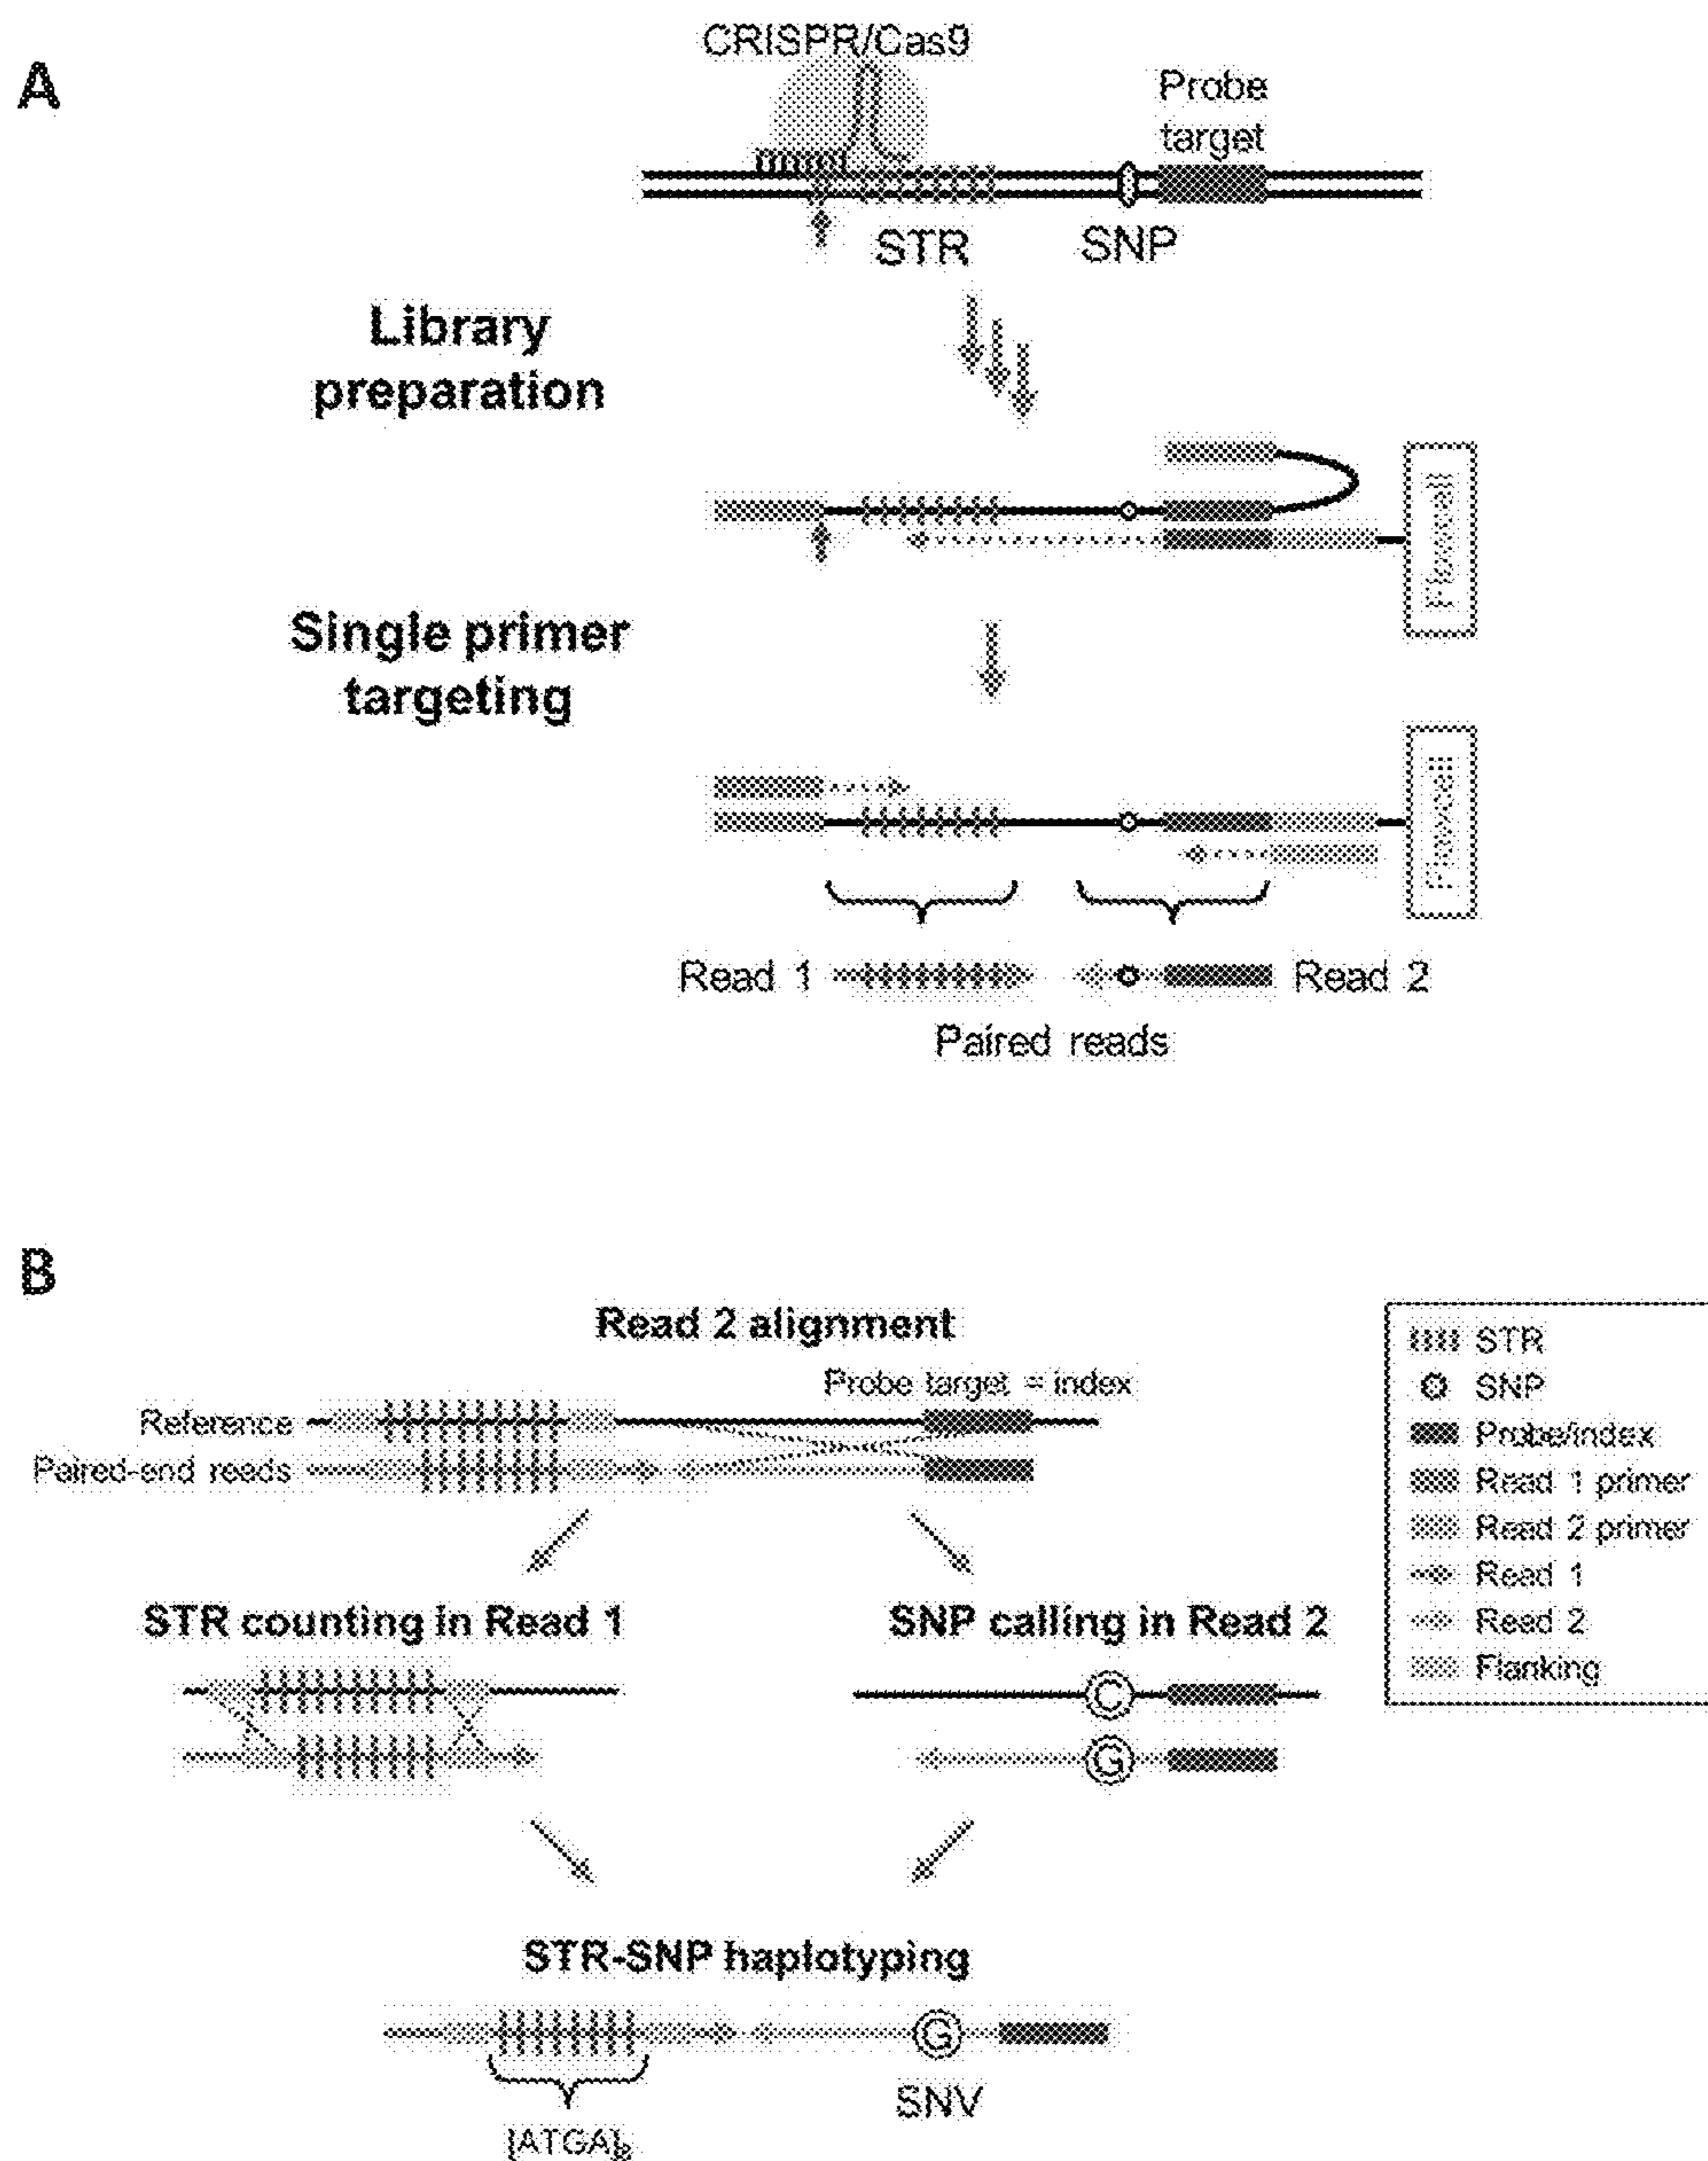 A
CRISPR/Cas9
Probe
target
STR
SNP
Library
preparation
Flowcell
Single primer
targeting
Flowcell
Read 1
Read 2
Paired reads
B
Read 2 alignment
Probe target = index
Reference
Paired-end reads
STR counting in Read 1
SNP calling in Read 2
C
G
STR
SNP
Probe/index
Read 1 primer
Read 2 primer
Read 1
Read 2
Flanking
STR-SNP haplotyping
G
SNV
[ATGA]8